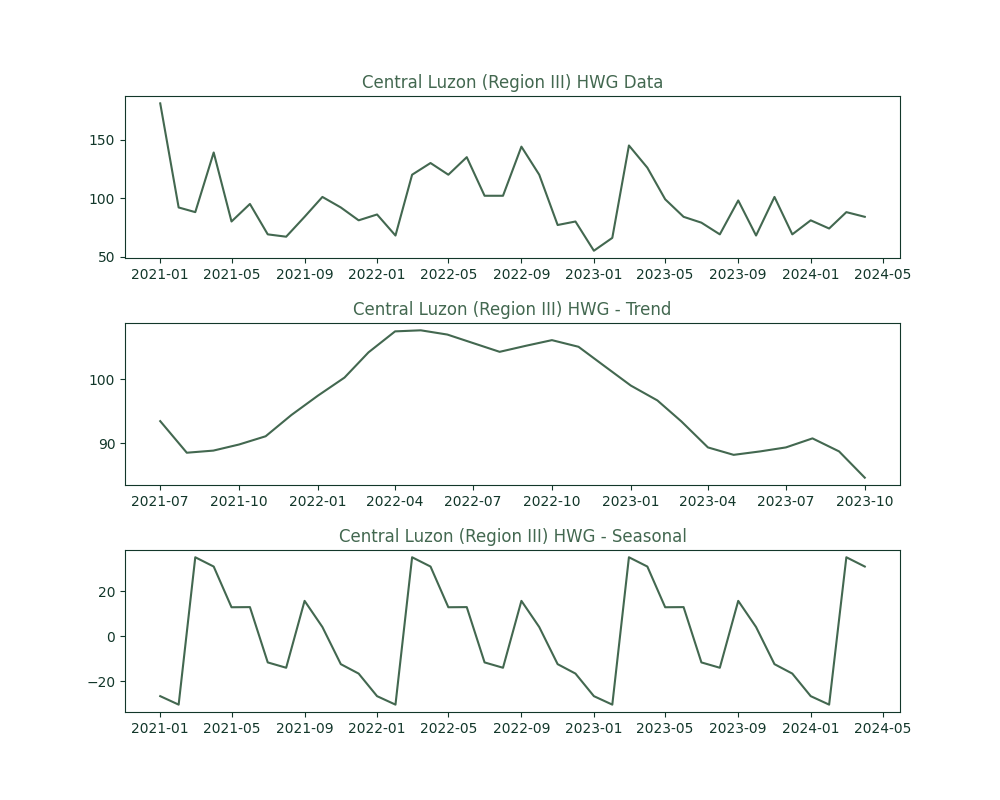 Central Luzon (Region III) HWG Data
150
100
50
2021-01 2021-05 2021-09 2022-01 2022-05 2022-09 2023-01 2023-05 2023-09 2024-01 2024-05
Central Luzon (Region III) HWG - Trend
100
90
2021-07 2021-10 2022-01 2022-04 2022-07 2022-10 2023-01 2023-04 2023-07 2023-10
Central Luzon (Region III) HWG - Seasonal
20
0
−20
2021-01 2021-05 2021-09 2022-01 2022-05 2022-09 2023-01 2023-05 2023-09 2024-01 2024-05